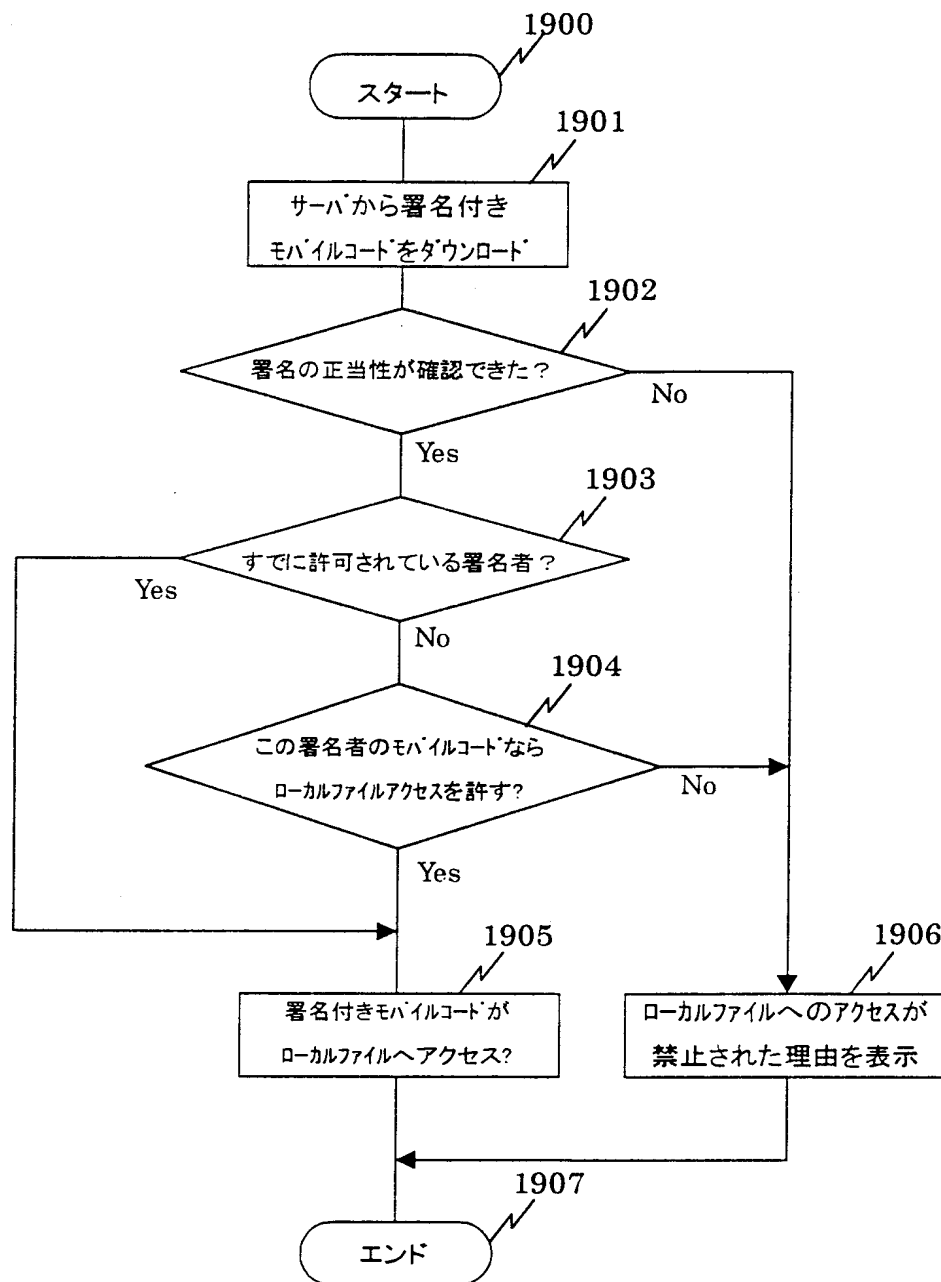 1900
スタート
1901
サーバから署名付き
モバイルコードをダウンロード
1902
署名の正当性が確認できた？
No
Yes
1903
すでに許可されている署名者？
Yes
No
1904
この署名者のモバイルコードなら
ローカルファイルアクセスを許す?
No
Yes
1905
署名付きモバイルコードが
ローカルファイルへアクセス?
1906
ローカルファイルへのアクセスが
禁止された理由を表示
1907
エンド